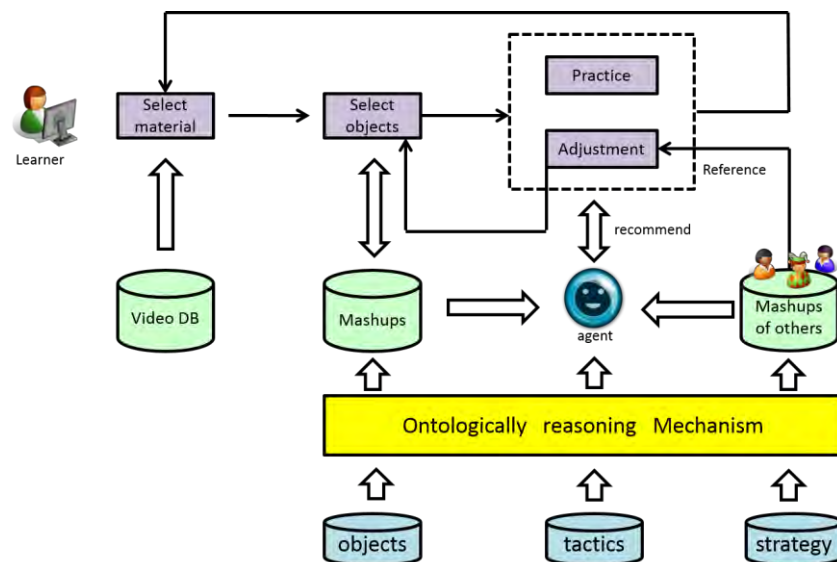 Practice
Select
material
Select
objects
Adjustment
Learner
Reference
recommend
Video DB
Mashups
agent
Mashups
of others
Ontologically reasoning Mechanism
objects
tactics
strategy